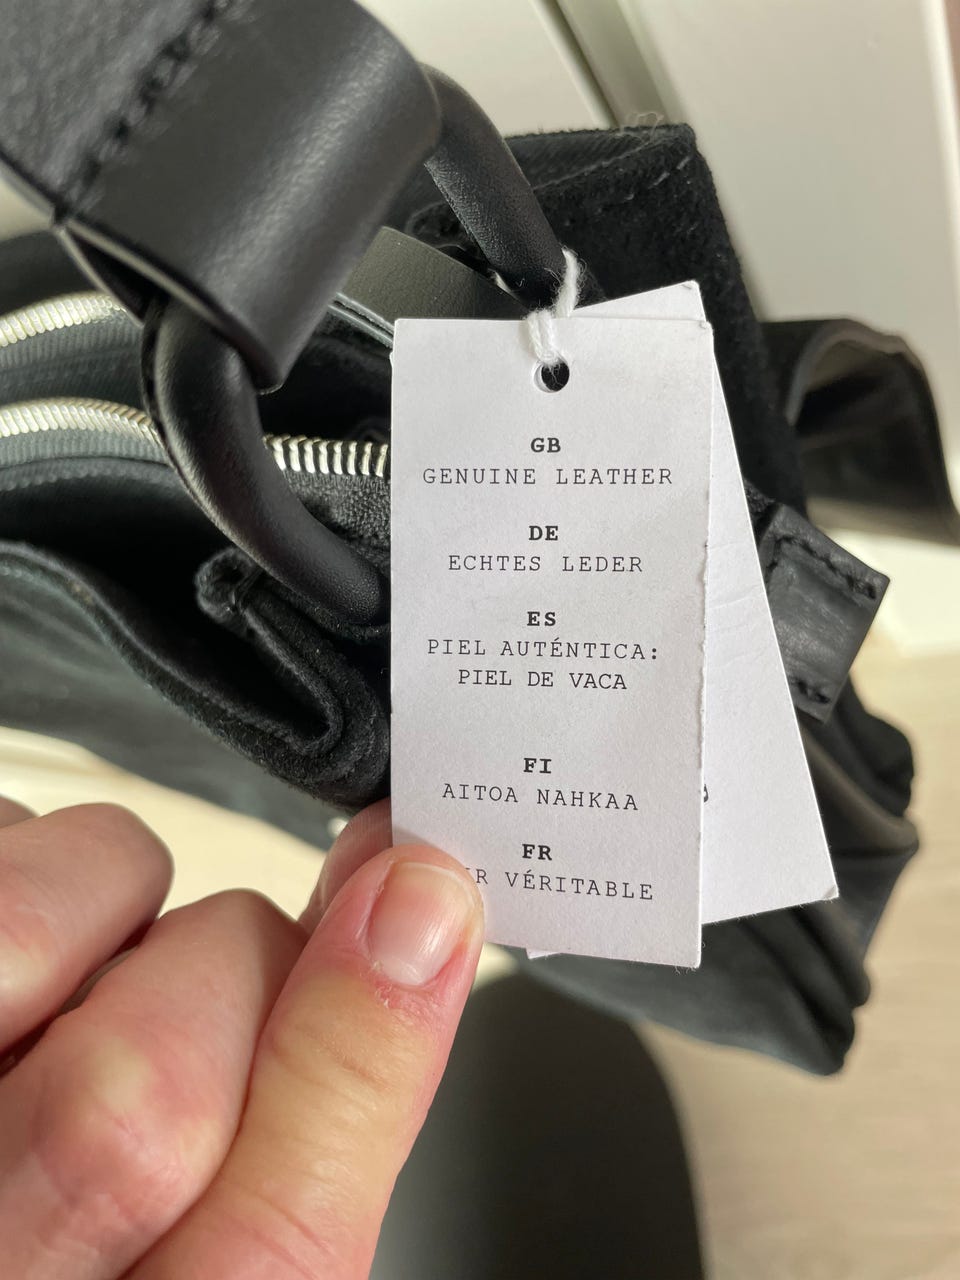 GB
GENUINE LEATHER
DE
ECHTES LEDER
ES
PIEL AUTÉNTICA:
PIEL DE VACA
FI
AITOA NAHKAA
FR
VÉRITABLE